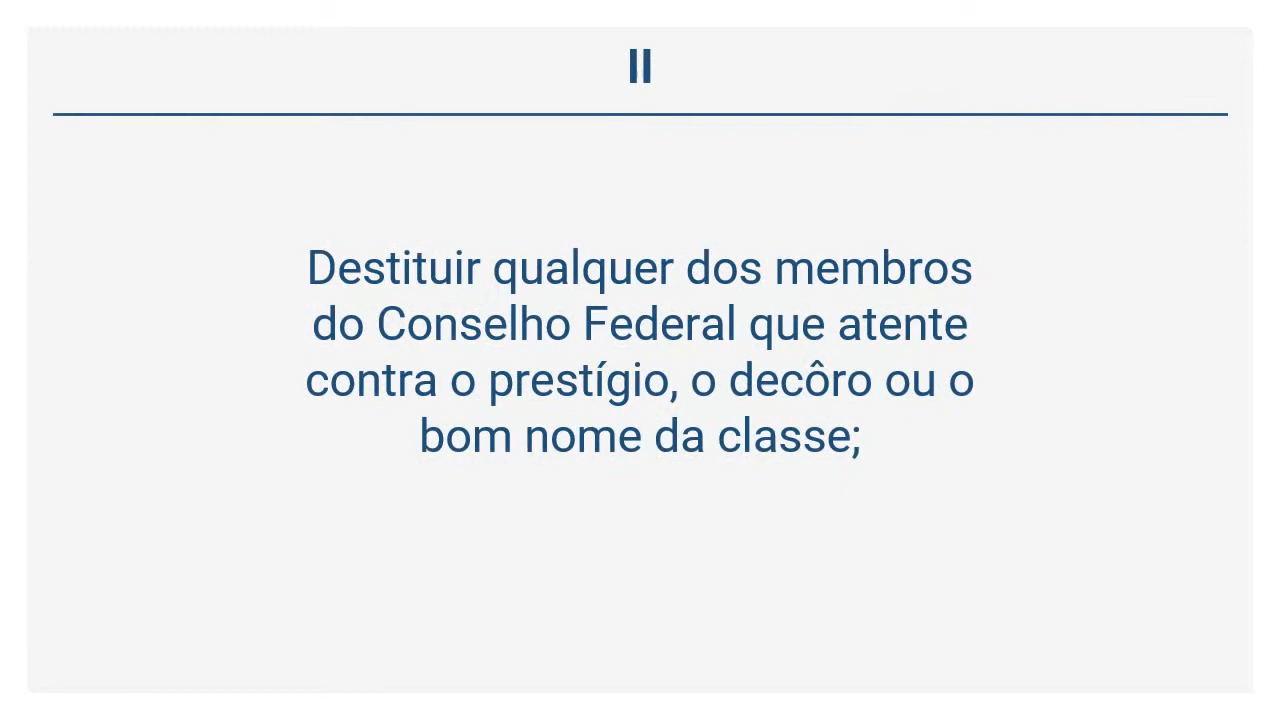 II
Destituir qualquer dos membros
do Conselho Federal que atente
contra o prestígio, o decôro ou o
bom nome da classe;